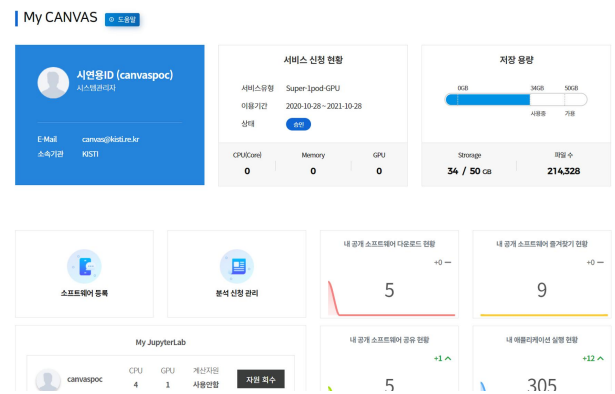 My CANVAS 도움말
시연용ID (canvaspoc)
시스템관리자
E-Mail canvas@kisti.re.kr
소속기관 KISTI
서비스 신청 현황
서비스유형 Super-1pod-GPU
이용기간 2020-10-28 ~ 2021-10-28
상태 승인
CPU(Core) Memory GPU
0 0 0
저장 용량
0GB 34GB 50GB
사용중 가용
Strorage 파일 수
34 / 50 GB 214,328
소프트웨어 등록
분석 신청 관리
내 공개 소프트웨어 다운로드 현황
+0
5
내 공개 소프트웨어 즐겨찾기 현황
+0
9
My JupyterLab
canvaspoc
CPU GPU 계산자원
4 1 사용안함
자원 회수
내 공개 소프트웨어 공유 현황
+1
5
내 애플리케이션 실행 현황
+12
305